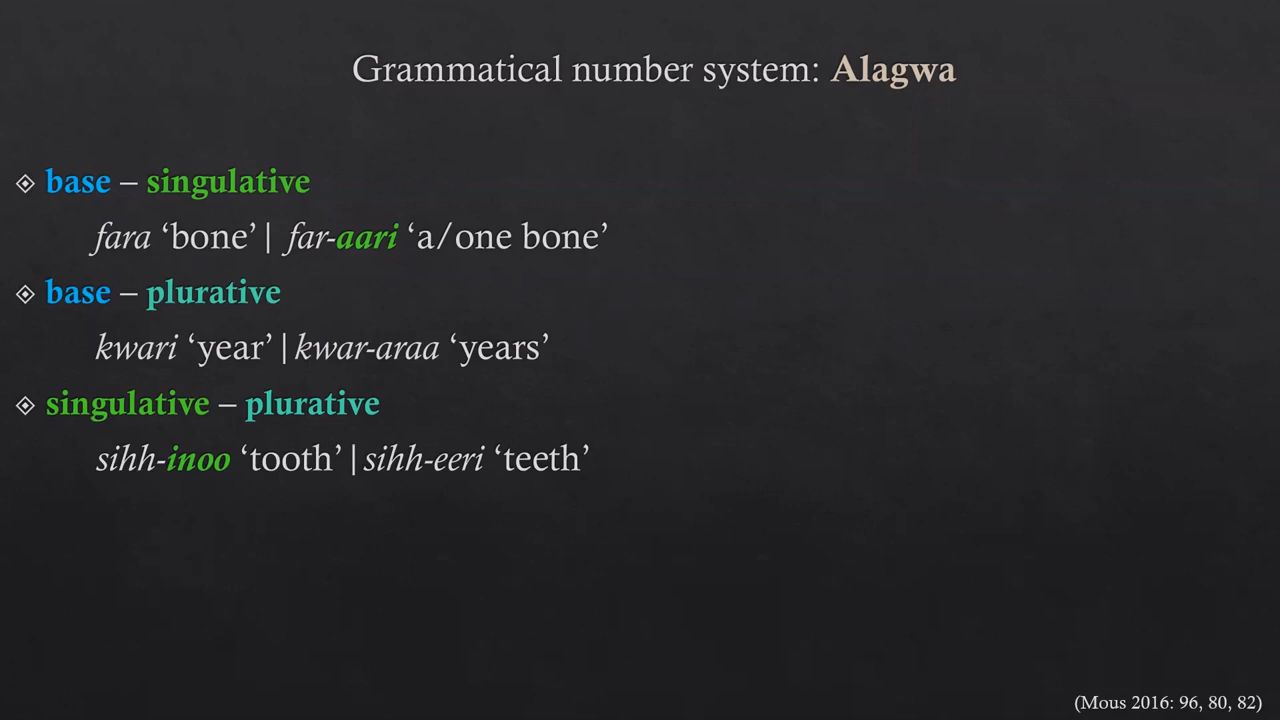 Grammatical number system: Alagwa
base – singulative
fara ‘bone’ | far-aari ‘a/one bone’
base – plurative
kwari ‘year’ | kwar-araa ‘years’
singulative – plurative
sihh-inoo ‘tooth’ | sihh-eeri ‘teeth’
(Mous 2016: 96, 80, 82)